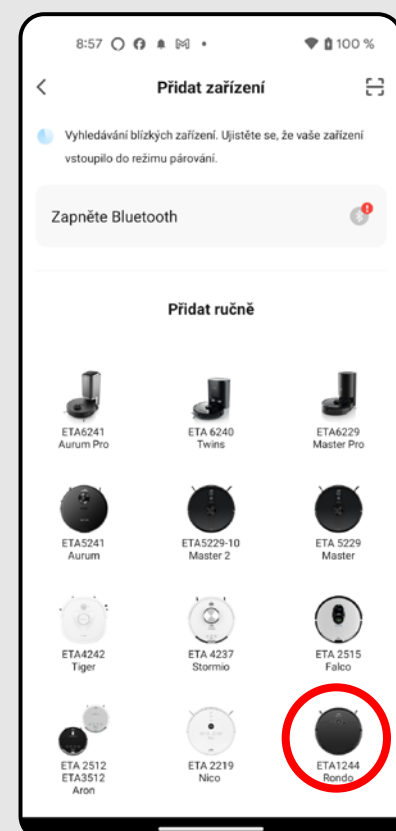 8:57 100 %
Přidat zařízení
Vyhledávání blízkých zařízení. Ujistěte se, že vaše zařízení
vstoupilo do režimu párování.
Zapněte Bluetooth
Přidat ručně
ETA6241
Aurum Pro
ETA 6240
Twins
ETA6229
Master Pro
ETA5241
Aurum
ETA5229-10
Master 2
ETA 5229
Master
ETA4242
Tiger
ETA 4237
Stormio
ETA 2515
Falco
ETA 2512
ETA3512
Aron
ETA 2219
Nico
ETA1244
Rondo